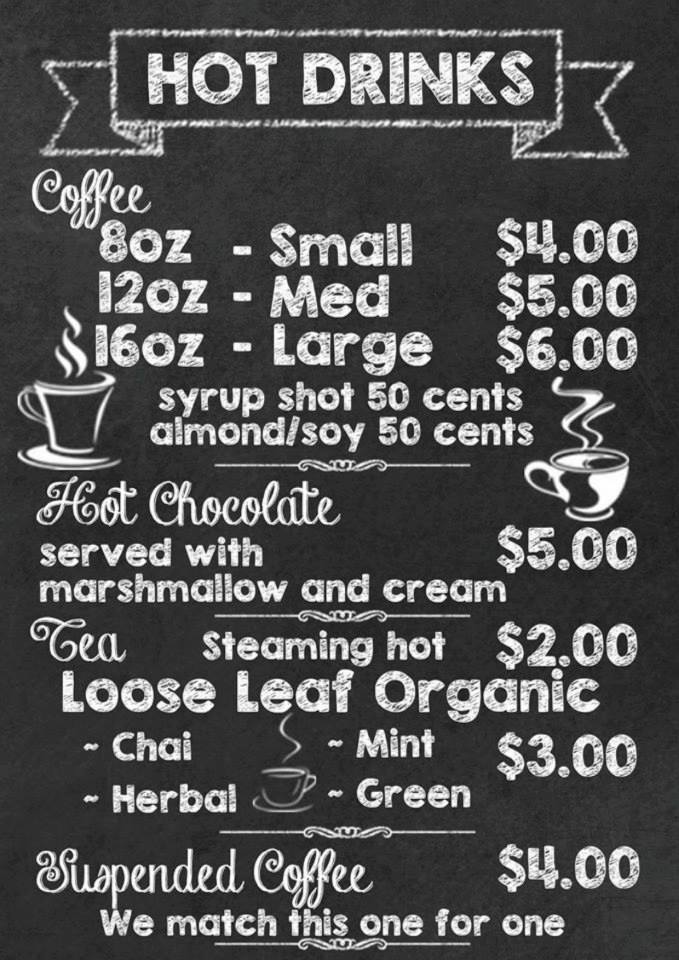 HOT DRINKS
Coffee
8oz - Small $4.00
12oz - Med $5.00
16oz - Large $6.00
syrup shot 50 cents
almond/soy 50 cents
Hot Chocolate
served with $5.00
marshmallow and cream
Tea Steaming hot $2.00
Loose Leaf Organic
~ Chai ~ Mint $3.00
~ Herbal ~ Green
Suspended Coffee $4.00
We match this one for one